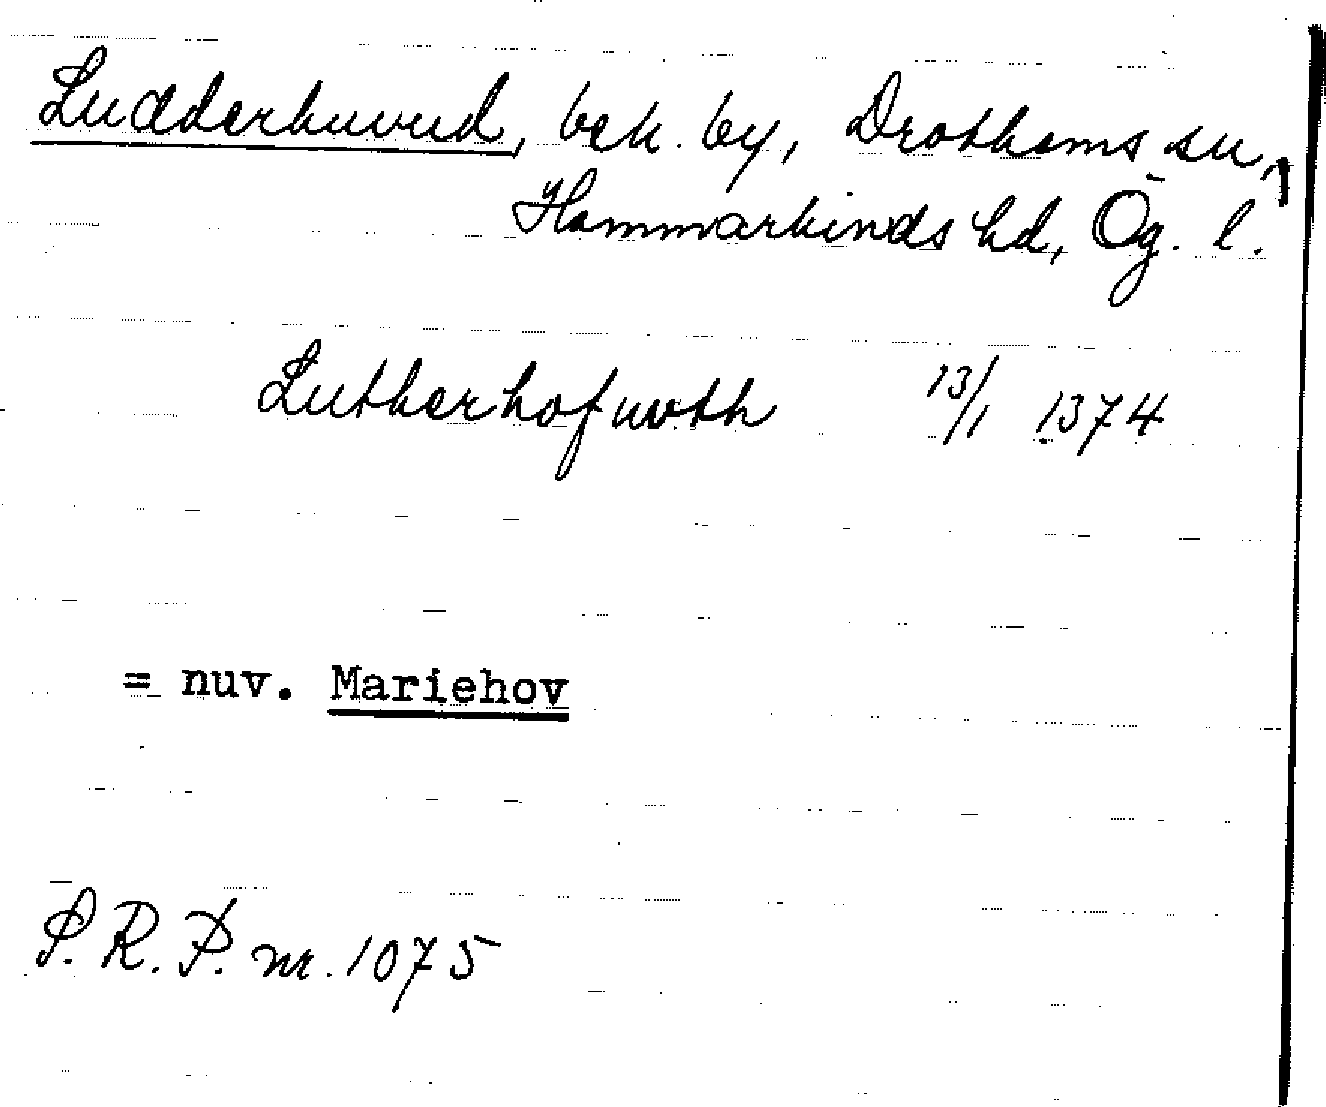 Ludderhuvud, bek. by, Drothems sn,
Hammarkinds hd, Ög. l.
Lutherhofwoth 13/1 1374
= nuv. Mariehov
S.R.P. nr. 1075